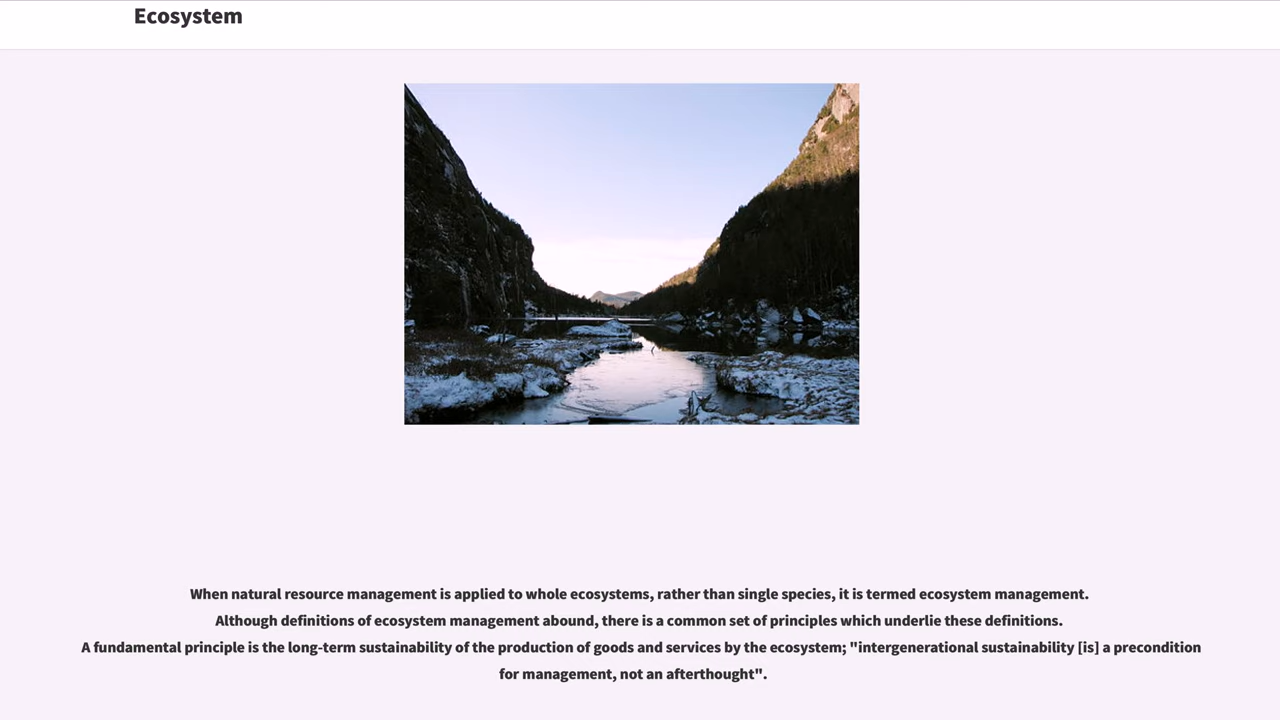 Ecosystem
When natural resource management is applied to whole ecosystems, rather than single species, it is termed ecosystem management.
Although definitions of ecosystem management abound, there is a common set of principles which underlie these definitions.
A fundamental principle is the long-term sustainability of the production of goods and services by the ecosystem; "intergenerational sustainability [is] a precondition
for management, not an afterthought".